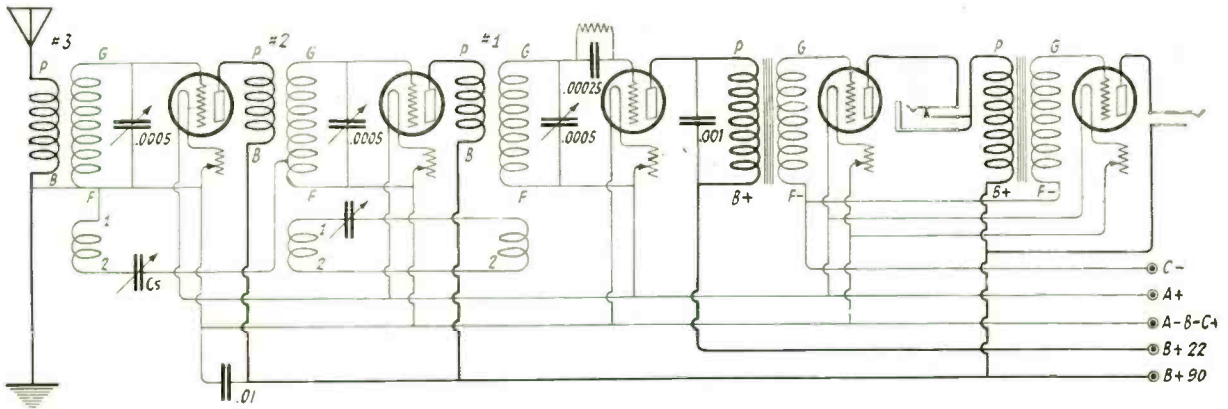 #3
P
B
G
F
1
2
Cs
.0005
#2
P
B
G
F
1
2
.0005
#1
P
B
G
F
2
.0005
.00025
.001
P
B+
G
F-
P
B+
G
F-
.01
C-
A+
A-B-C+
B+22
B+90